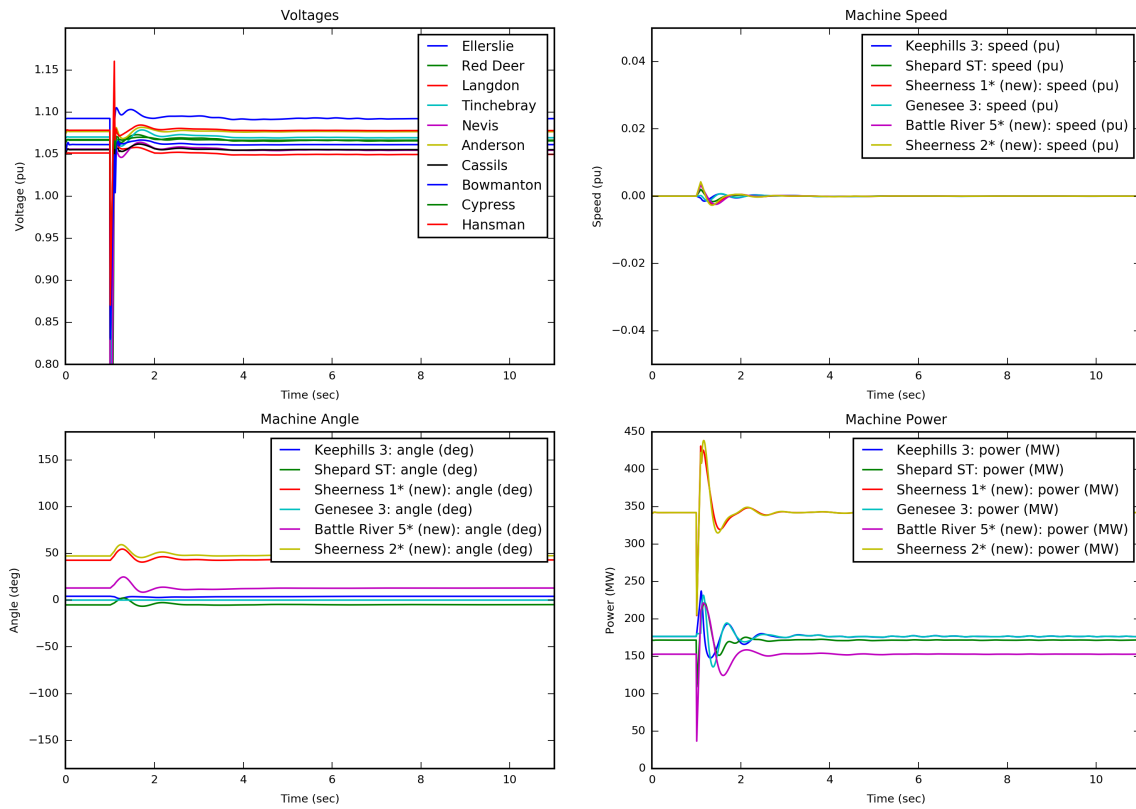 Voltages
1.15
1.10
1.05
1.00
0.95
0.90
0.85
0.80
Voltage (pu)
Ellerslie
Red Deer
Langdon
Tinchebray
Nevis
Anderson
Cassils
Bowmanton
Cypress
Hansman
0 2 4 6 8 10
Time (sec)
Machine Speed
0.04
0.02
0.00
−0.02
−0.04
Speed (pu)
Keephills 3: speed (pu)
Shepard ST: speed (pu)
Sheerness 1* (new): speed (pu)
Genesee 3: speed (pu)
Battle River 5* (new): speed (pu)
Sheerness 2* (new): speed (pu)
0 2 4 6 8 10
Time (sec)
Machine Angle
150
100
50
0
−50
−100
−150
Angle (deg)
Keephills 3: angle (deg)
Shepard ST: angle (deg)
Sheerness 1* (new): angle (deg)
Genesee 3: angle (deg)
Battle River 5* (new): angle (deg)
Sheerness 2* (new): angle (deg)
0 2 4 6 8 10
Time (sec)
Machine Power
450
400
350
300
250
200
150
100
50
0
Power (MW)
Keephills 3: power (MW)
Shepard ST: power (MW)
Sheerness 1* (new): power (MW)
Genesee 3: power (MW)
Battle River 5* (new): power (MW)
Sheerness 2* (new): power (MW)
0 2 4 6 8 10
Time (sec)